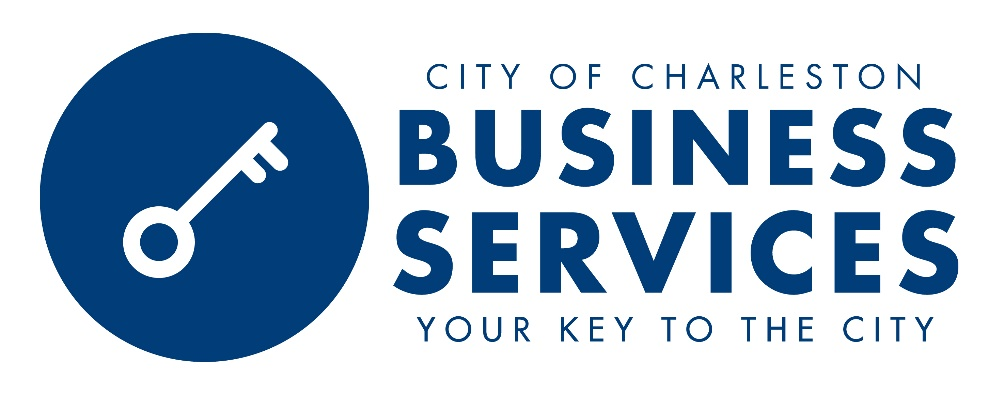 CITY OF CHARLESTON
BUSINESS
SERVICES
YOUR KEY TO THE CITY